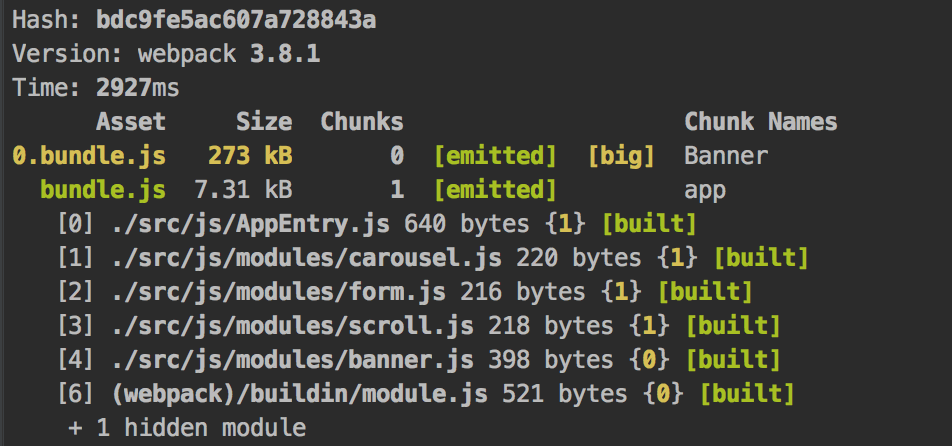 Hash: bdc9fe5ac607a728843a
Version: webpack 3.8.1
Time: 2927ms
Asset Size Chunks Chunk Names
0.bundle.js 273 kB 0 [emitted] [big] Banner
bundle.js 7.31 kB 1 [emitted] app
[0] ./src/js/AppEntry.js 640 bytes {1} [built]
[1] ./src/js/modules/carousel.js 220 bytes {1} [built]
[2] ./src/js/modules/form.js 216 bytes {1} [built]
[3] ./src/js/modules/scroll.js 218 bytes {1} [built]
[4] ./src/js/modules/banner.js 398 bytes {0} [built]
[6] (webpack)/buildin/module.js 521 bytes {0} [built]
+ 1 hidden module